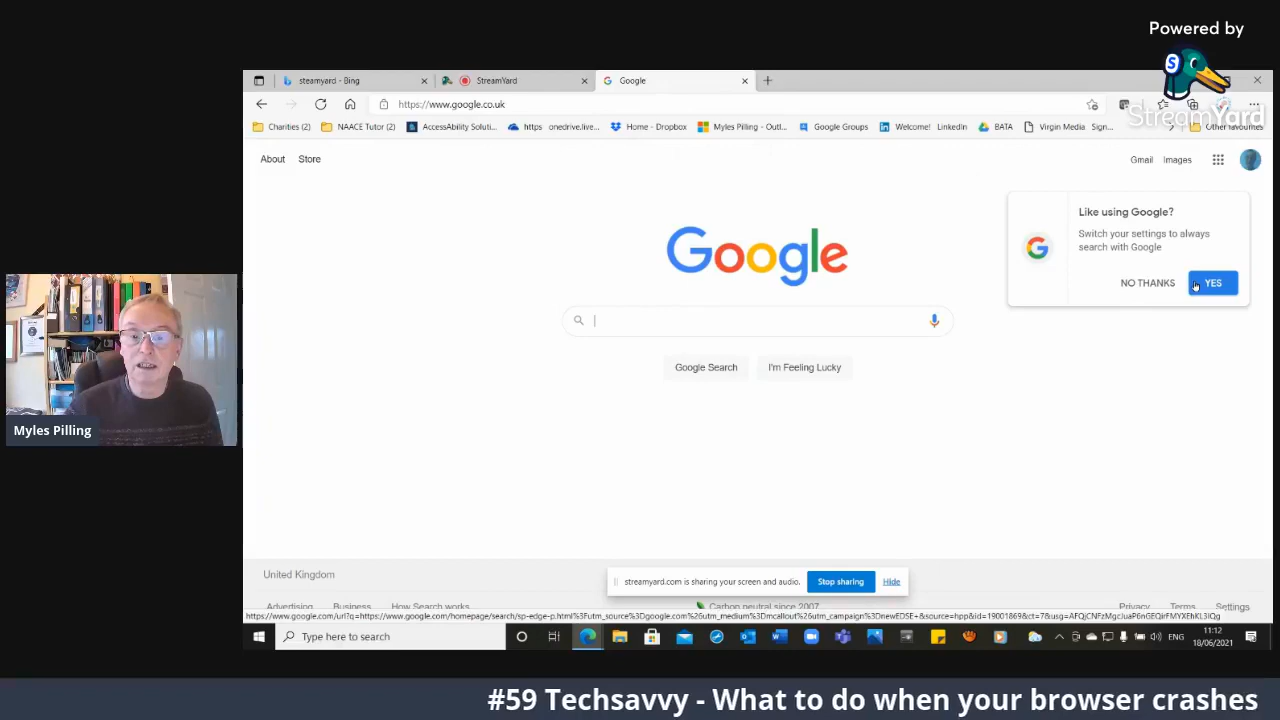 Powered by
StreamYard
steamyard - Bing
StreamYard
Google
https://www.google.co.uk
Charities (2)
NAACE Tutor (2)
AccessAbility Soluti...
https onedrive.live...
Home - Dropbox
Myles Pilling - Outl...
Google Groups
Welcome! LinkedIn
BATA
Virgin Media Sign...
Other favourites
About
Store
Gmail
Images
Like using Google?
Switch your settings to always
search with Google
NO THANKS
YES
Google
Google Search
I'm Feeling Lucky
Myles Pilling
United Kingdom
streamyard.com is sharing your screen and audio.
Stop sharing
Hide
Advertising
Business
How Search works
Carbon neutral since 2007
Privacy
Terms
Settings
Type here to search
ENG
11:12
18/06/2021
#59 Techsavvy - What to do when your browser crashes